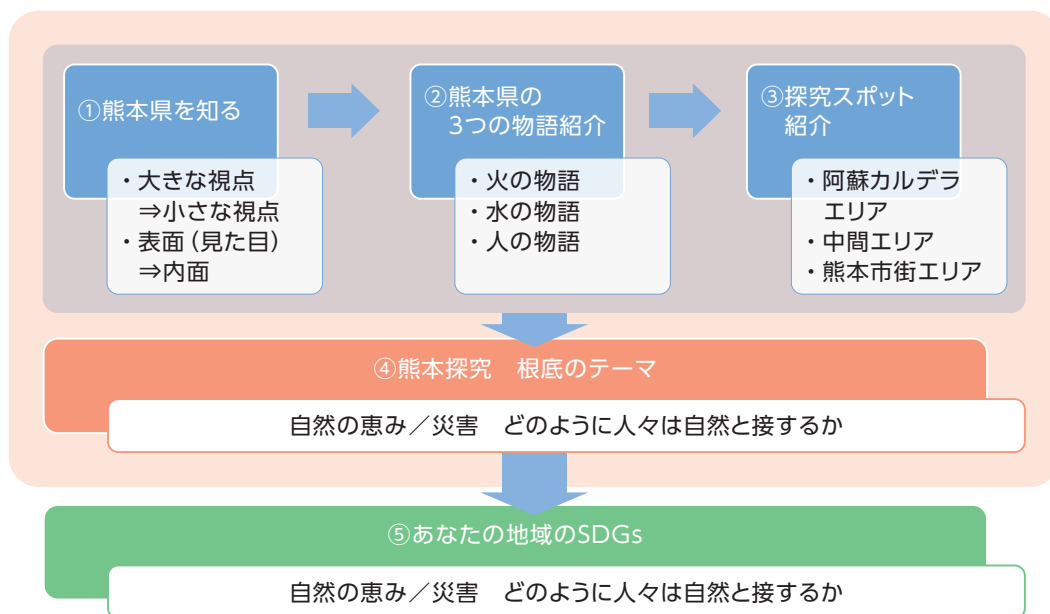 ①熊本県を知る
・大きな視点
⇒小さな視点
・表面（見た目）
⇒内面
②熊本県の
3つの物語紹介
・火の物語
・水の物語
・人の物語
③探究スポット
紹介
・阿蘇カルデラ
エリア
・中間エリア
・熊本市街エリア
④熊本探究　根底のテーマ
自然の恵み／災害　どのように人々は自然と接するか
⑤あなたの地域のSDGs
自然の恵み／災害　どのように人々は自然と接するか